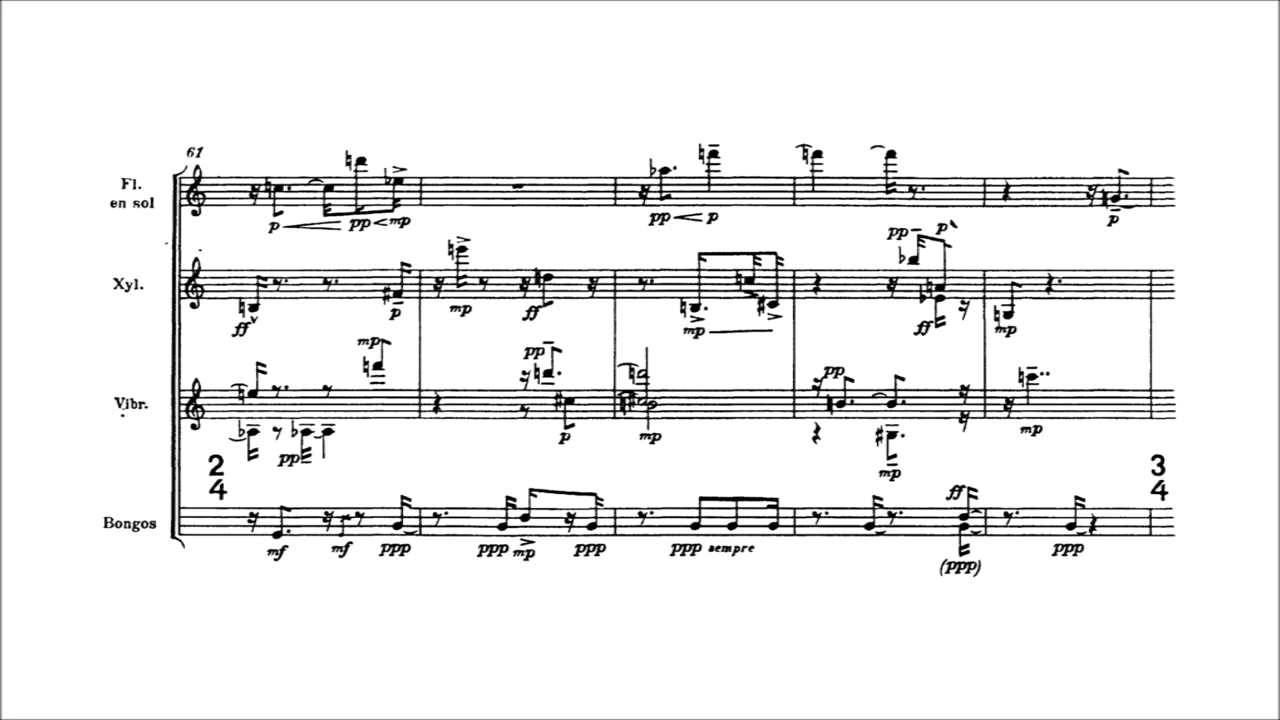 61
Fl.
en sol
p pp mp pp p p
Xyl.
ff p mp ff mp pp p ff mp
mp pp pp
Vibr.
pp p mp mp mp
2
4
3
4
Bongos
ff
mf mf ppp ppp mp ppp ppp sempre ppp
(ppp)